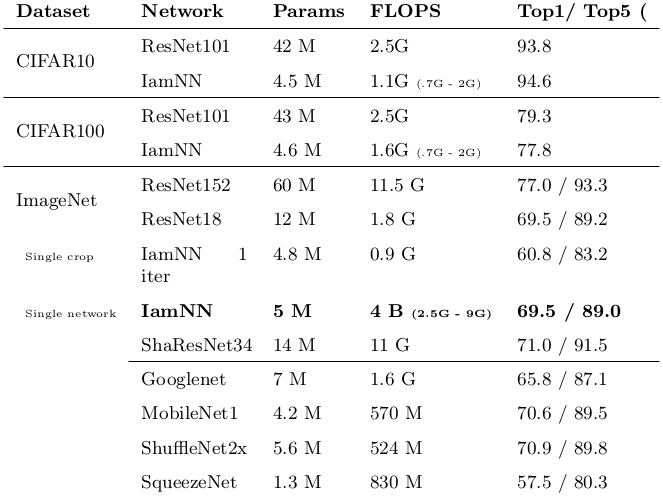 Dataset Network Params FLOPS Top1/ Top5 (
CIFAR10 ResNet101 42 M 2.5G 93.8
IamNN 4.5 M 1.1G (.7G - 2G) 94.6
CIFAR100 ResNet101 43 M 2.5G 79.3
IamNN 4.6 M 1.6G (.7G - 2G) 77.8
ImageNet ResNet152 60 M 11.5 G 77.0 / 93.3
ResNet18 12 M 1.8 G 69.5 / 89.2
Single crop IamNN 1 4.8 M 0.9 G 60.8 / 83.2
iter
Single network IamNN 5 M 4 B (2.5G - 9G) 69.5 / 89.0
ShaResNet34 14 M 11 G 71.0 / 91.5
Googlenet 7 M 1.6 G 65.8 / 87.1
MobileNet1 4.2 M 570 M 70.6 / 89.5
ShuffleNet2x 5.6 M 524 M 70.9 / 89.8
SqueezeNet 1.3 M 830 M 57.5 / 80.3